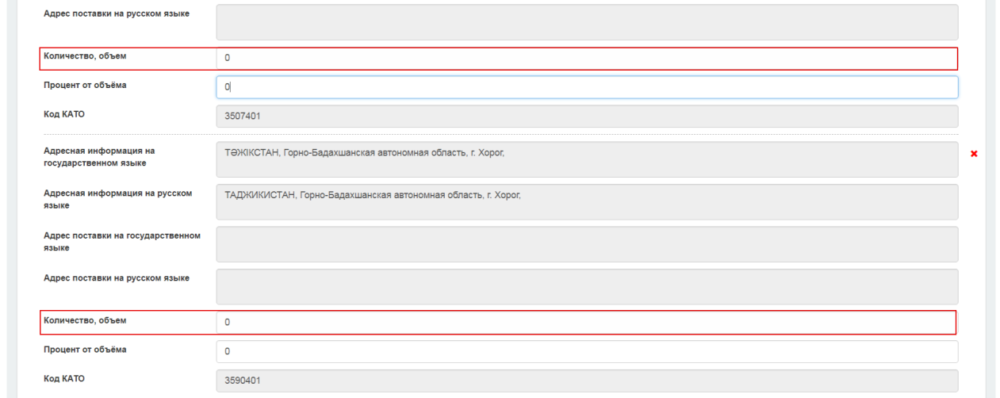 Адрес поставки на русском языке
Количество, объем 0
Процент от объёма 0
Код КАТО 3507401
Адресная информация на
государственном языке
ТӘЖІКСТАН, Горно-Бадахшанская автономная область, г. Хорог,
Адресная информация на русском
языке
ТАДЖИКИСТАН, Горно-Бадахшанская автономная область, г. Хорог,
Адрес поставки на государственном
языке
Адрес поставки на русском языке
Количество, объем 0
Процент от объёма 0
Код КАТО 3590401